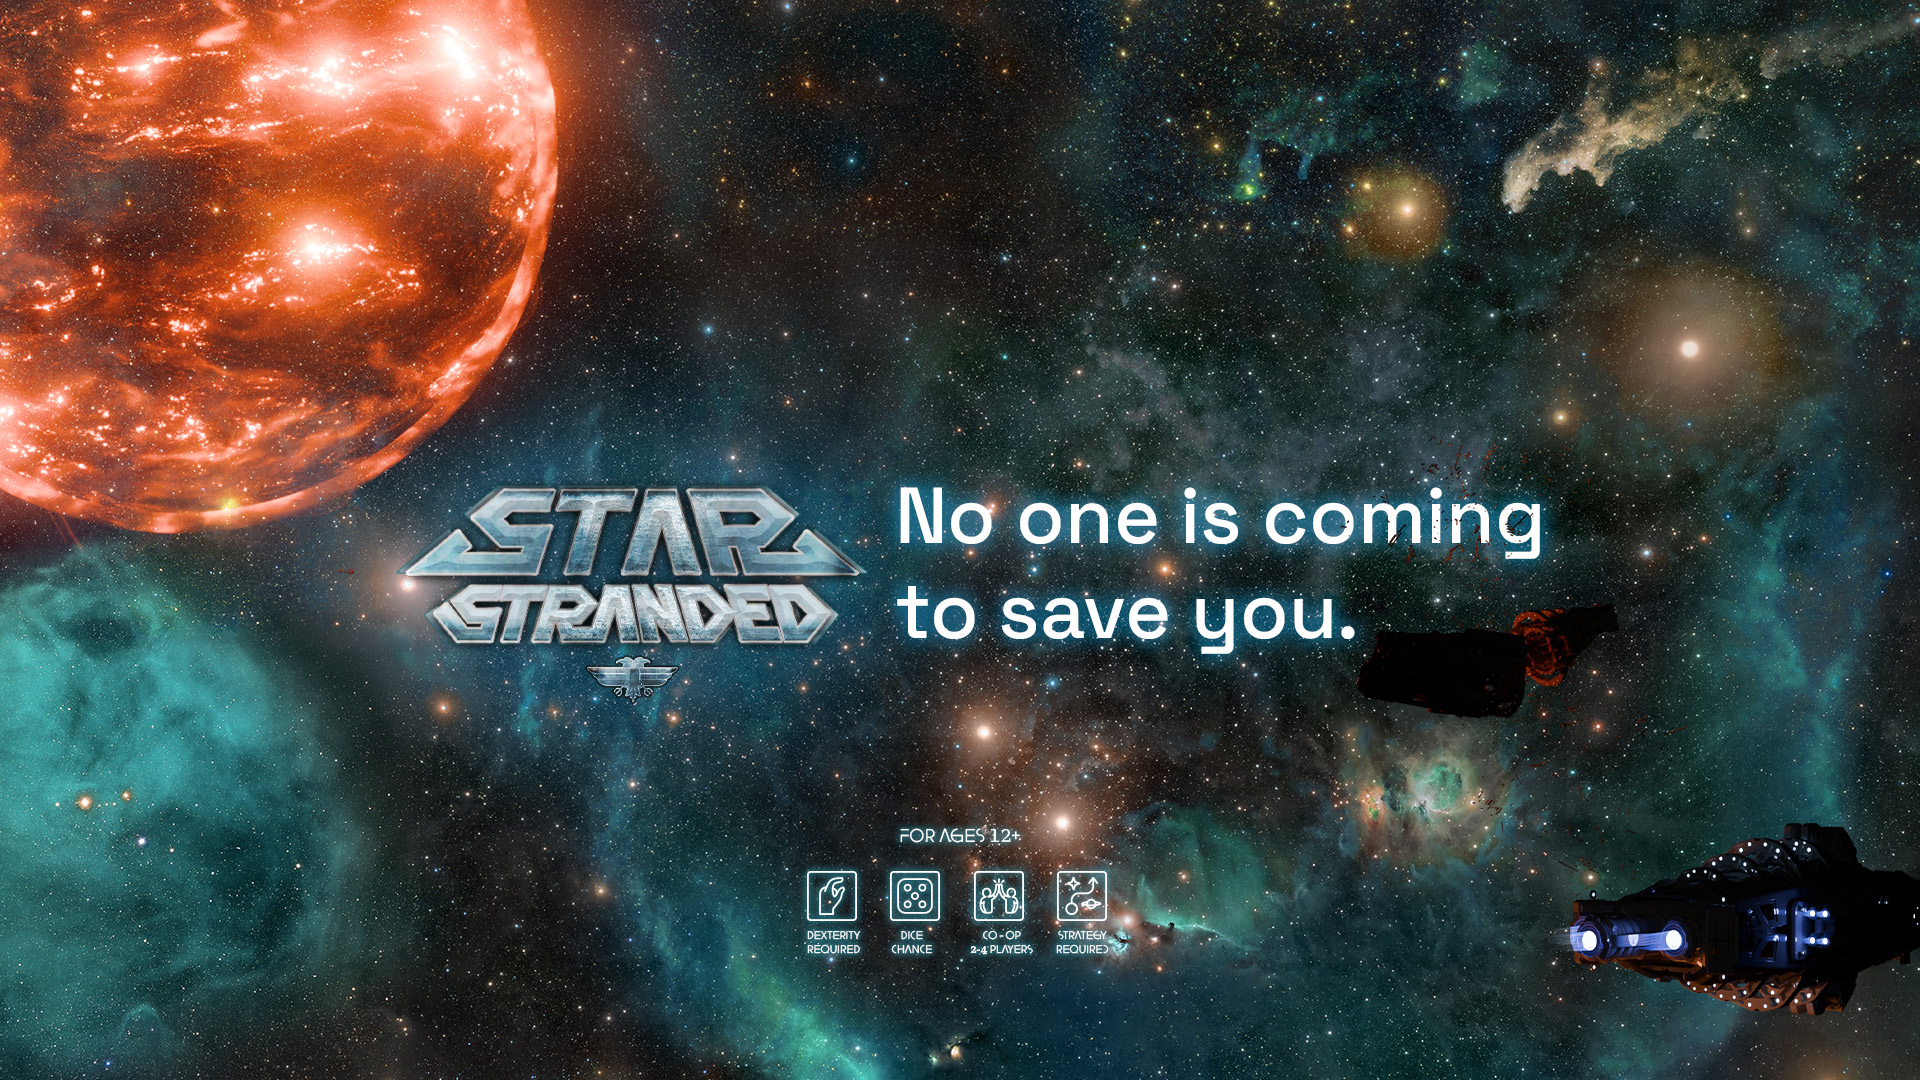 STAR
STRANDED
No one is coming
to save you.
FOR AGES 12+
DEXTERITY
REQUIRED
DICE
CHANCE
CO-OP
2-4 PLAYERS
STRATEGY
REQUIRED